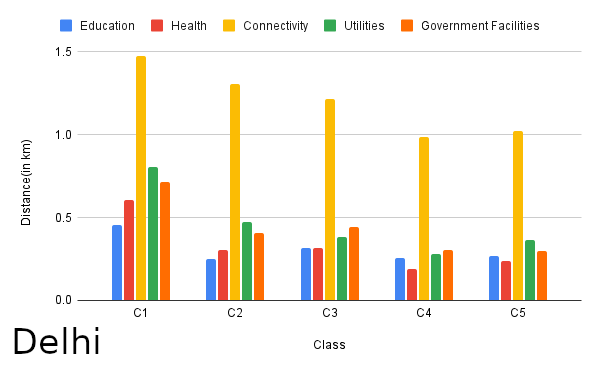 Education Health Connectivity Utilities Government Facilities
1.5
1.0
0.5
0.0
Distance(in km)
C1 C2 C3 C4 C5
Class
Delhi